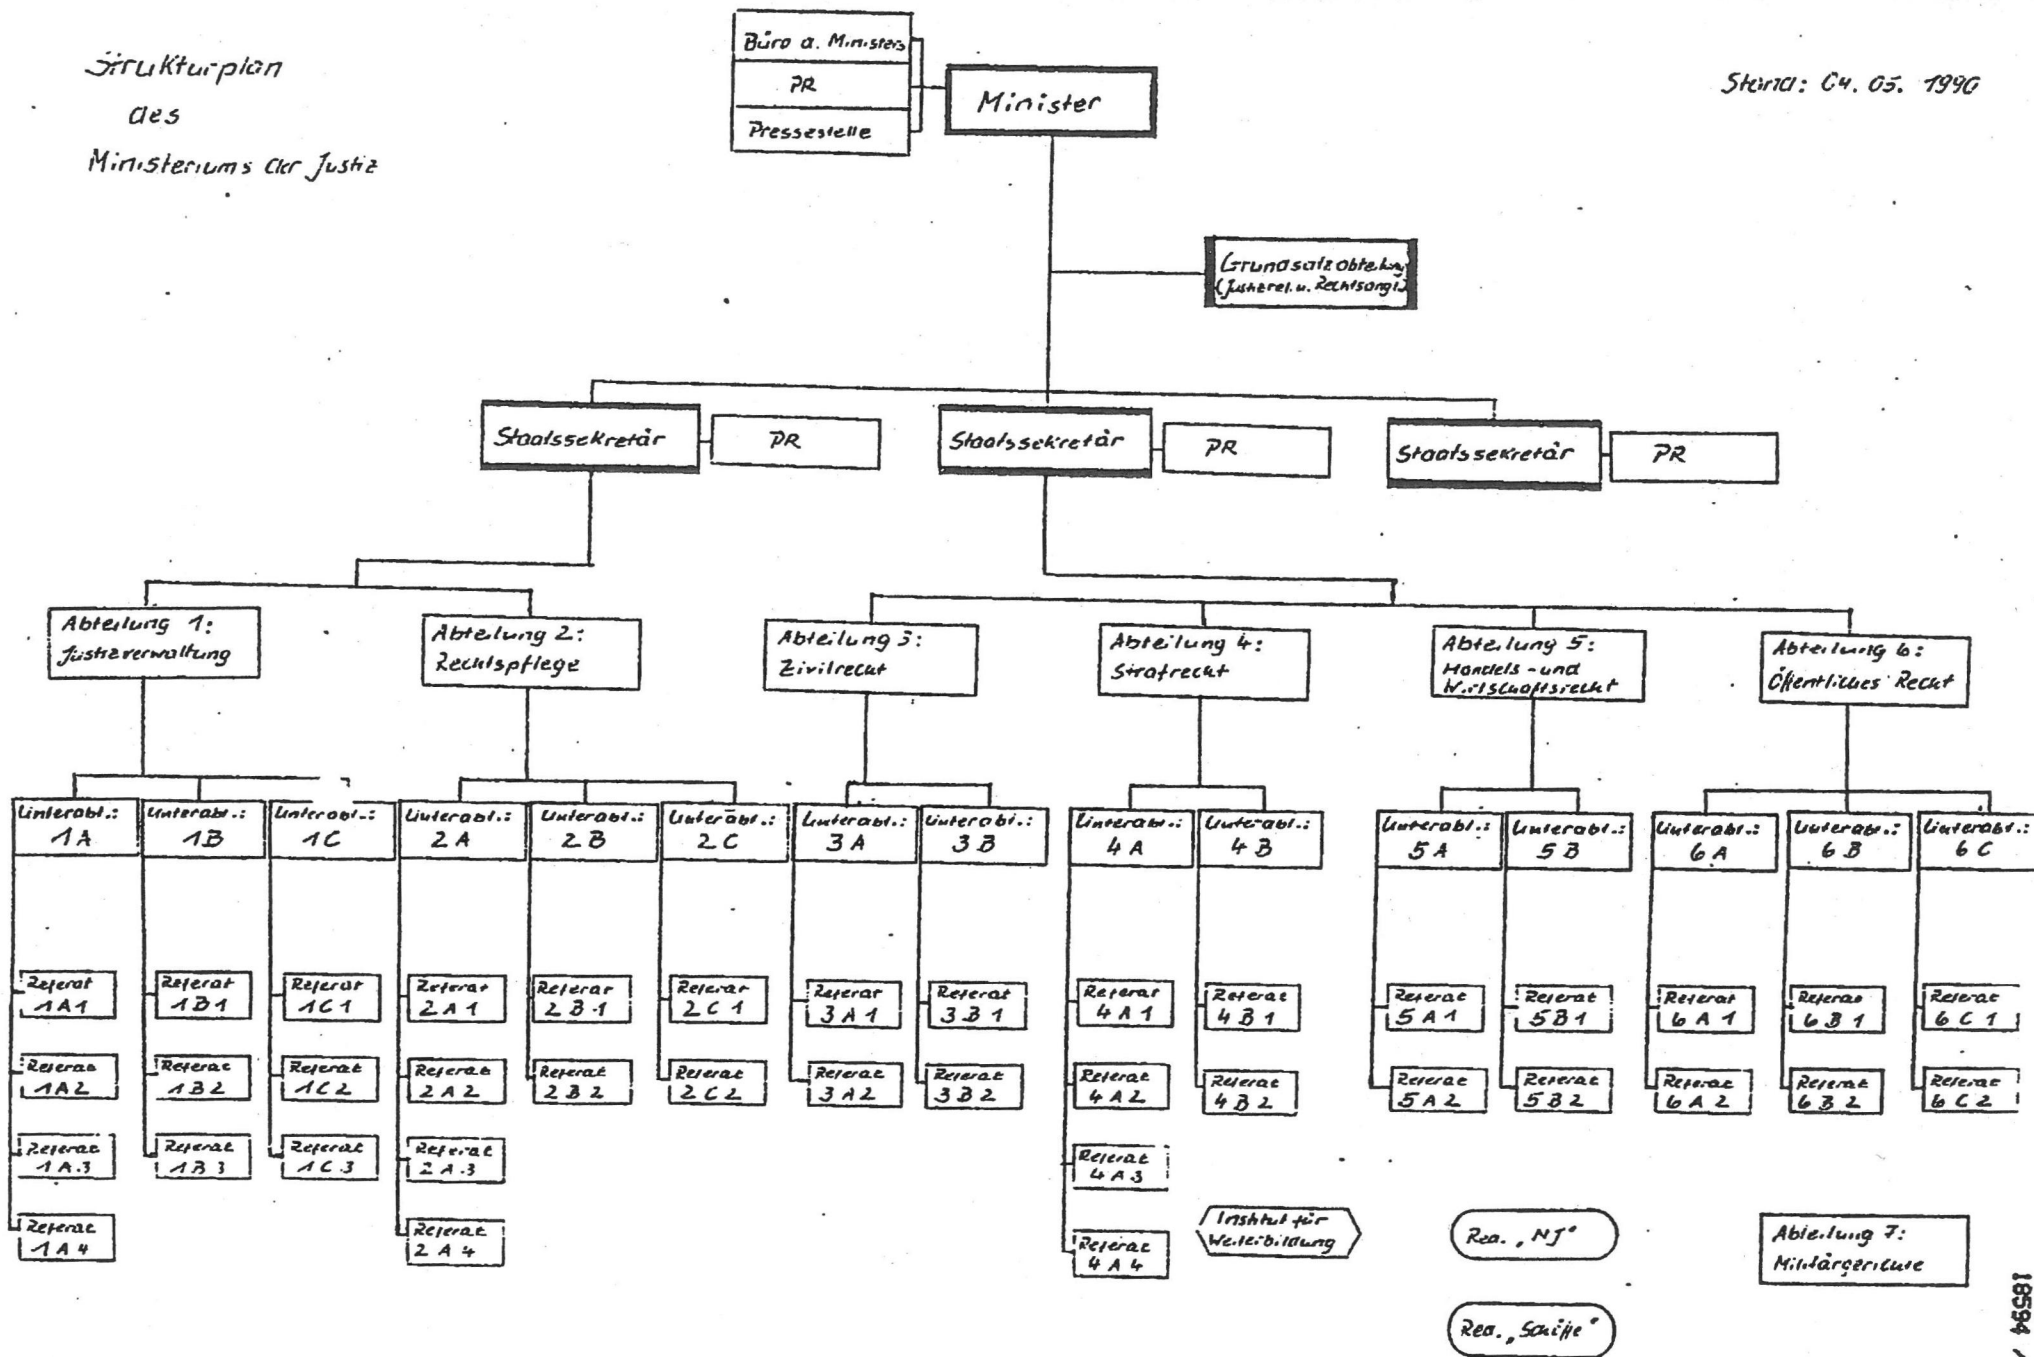 Strukturplan
des
Ministeriums der Justiz
Stand: 04. 05. 1990
Büro d. Ministers
PR
Pressestelle
Minister
Grundsatzabteilung
(Justizref. u. Rechtsangl.)
Staatssekretär
PR
Staatssekretär
PR
Staatssekretär
PR
Abteilung 1:
Justizverwaltung
Abteilung 2:
Rechtspflege
Abteilung 3:
Zivilrecht
Abteilung 4:
Strafrecht
Abteilung 5:
Handels- und
Wirtschaftsrecht
Abteilung 6:
Öffentliches Recht
Unterabt.:
1A
Unterabt.:
1B
Unterabt.:
1C
Unterabt.:
2A
Unterabt.:
2B
Unterabt.:
2C
Unterabt.:
3A
Unterabt.:
3B
Unterabt.:
4A
Unterabt.:
4B
Unterabt.:
5A
Unterabt.:
5B
Unterabt.:
6A
Unterabt.:
6B
Unterabt.:
6C
Referat
1A1
Referat
1B1
Referat
1C1
Referat
2A1
Referat
2B1
Referat
2C1
Referat
3A1
Referat
3B1
Referat
4A1
Referat
4B1
Referat
5A1
Referat
5B1
Referat
6A1
Referat
6B1
Referat
6C1
Referat
1A2
Referat
1B2
Referat
1C2
Referat
2A2
Referat
2B2
Referat
2C2
Referat
3A2
Referat
3B2
Referat
4A2
Referat
4B2
Referat
5A2
Referat
5B2
Referat
6A2
Referat
6B2
Referat
6C2
Referat
1A3
Referat
1B3
Referat
1C3
Referat
2A3
Referat
4A3
Referat
1A4
Referat
2A4
Referat
4A4
Institut für
Weiterbildung
Red. „NJ"
Abteilung 7:
Militärgerichte
Red. „Schöffe"
18594